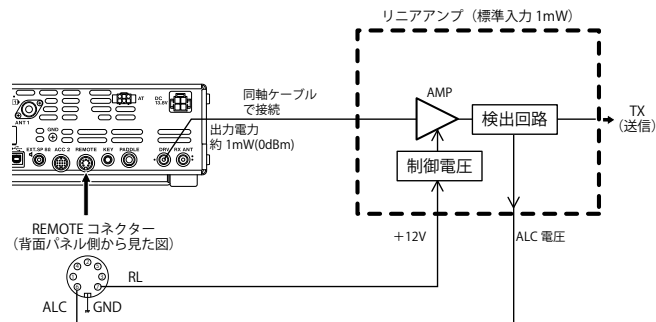 リニアアンプ（標準入力 1mW）
AT
DC
13.8V
ANT 1
GND
EXT.SP 8Ω
ACC 2
REMOTE
KEY
PADDLE
DRV
RX ANT
同軸ケーブル
で接続
出力電力
約 1mW(0dBm)
AMP
検出回路
制御電圧
TX
（送信）
＋12V
ALC 電圧
REMOTE コネクター
（背面パネル側から見た図）
RL
ALC
GND